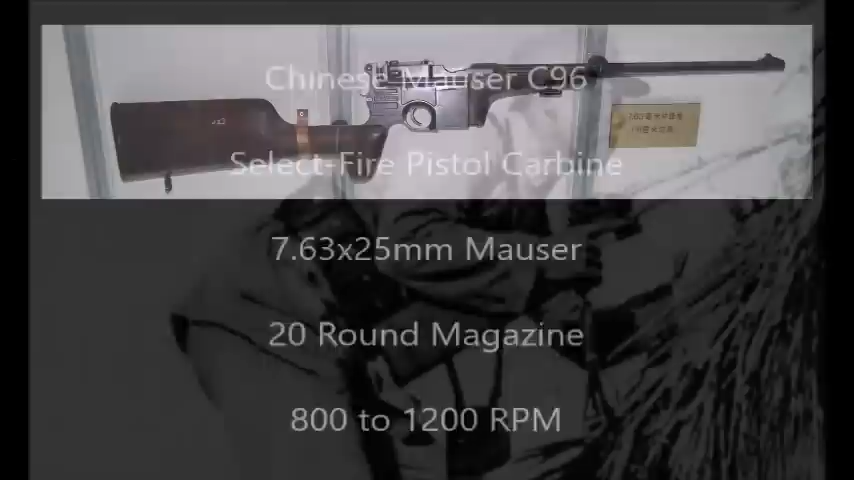 Chinese Mauser C96
Select-Fire Pistol Carbine
7.63x25mm Mauser
20 Round Magazine
800 to 1200 RPM